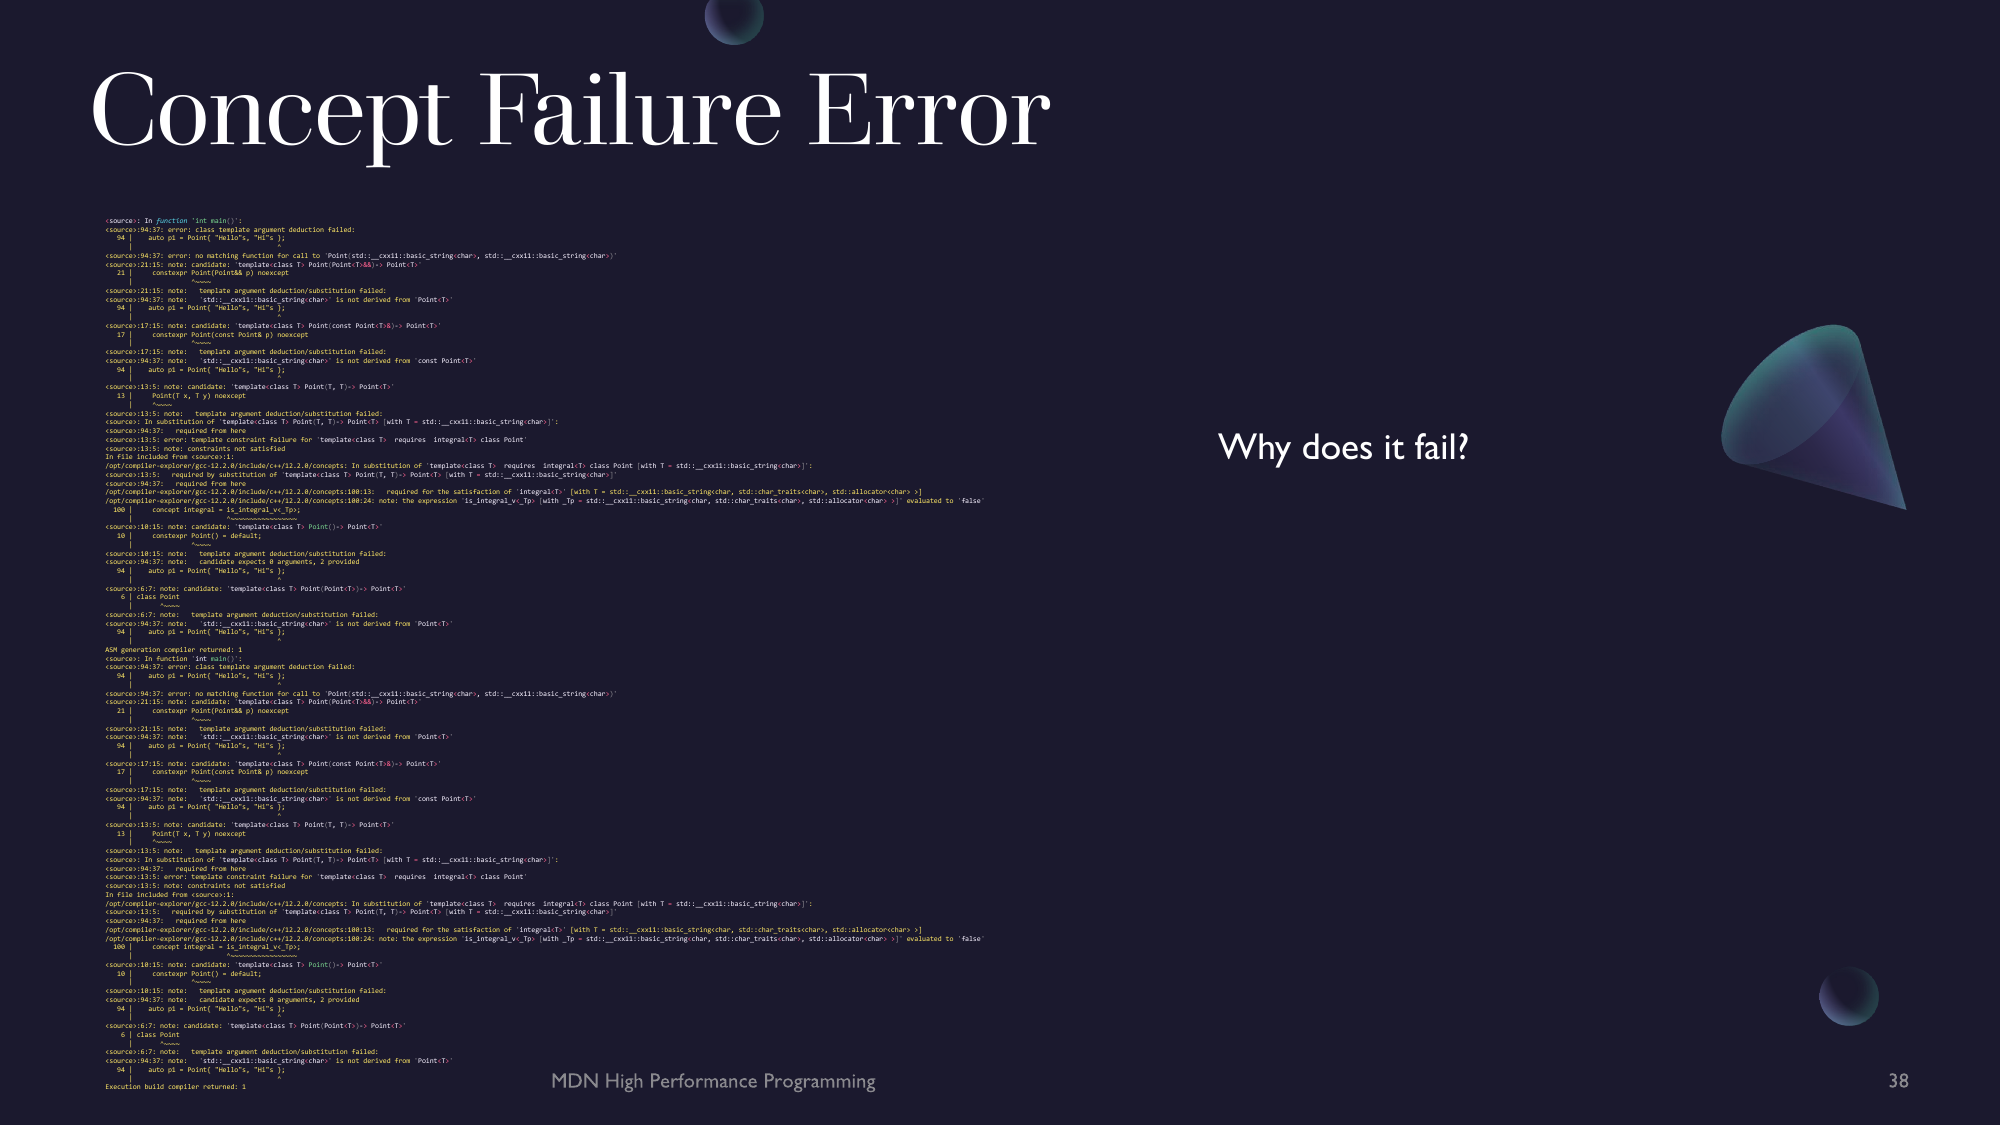 Concept Failure Error
<source>: In function 'int main()':
<source>:94:37: error: class template argument deduction failed:
   94 |    auto pi = Point{ "Hello"s, "Hi"s };
      |                                     ^
<source>:94:37: error: no matching function for call to 'Point(std::__cxx11::basic_string<char>, std::__cxx11::basic_string<char>)'
<source>:21:15: note: candidate: 'template<class T> Point(Point<T>&&)-> Point<T>'
   21 |     constexpr Point(Point&& p) noexcept
      |               ^~~~~
<source>:21:15: note:   template argument deduction/substitution failed:
<source>:94:37: note:   'std::__cxx11::basic_string<char>' is not derived from 'Point<T>'
   94 |    auto pi = Point{ "Hello"s, "Hi"s };
      |                                     ^
<source>:17:15: note: candidate: 'template<class T> Point(const Point<T>&)-> Point<T>'
   17 |     constexpr Point(const Point& p) noexcept
      |               ^~~~~
<source>:17:15: note:   template argument deduction/substitution failed:
<source>:94:37: note:   'std::__cxx11::basic_string<char>' is not derived from 'const Point<T>'
   94 |    auto pi = Point{ "Hello"s, "Hi"s };
      |                                     ^
<source>:13:5: note: candidate: 'template<class T> Point(T, T)-> Point<T>'
   13 |     Point(T x, T y) noexcept
      |     ^~~~~
<source>:13:5: note:   template argument deduction/substitution failed:
<source>: In substitution of 'template<class T> Point(T, T)-> Point<T> [with T = std::__cxx11::basic_string<char>]':
<source>:94:37:   required from here
<source>:13:5: error: template constraint failure for 'template<class T>  requires  integral<T> class Point'
<source>:13:5: note: constraints not satisfied
In file included from <source>:1:
/opt/compiler-explorer/gcc-12.2.0/include/c++/12.2.0/concepts: In substitution of 'template<class T>  requires  integral<T> class Point [with T = std::__cxx11::basic_string<char>]':
<source>:13:5:   required by substitution of 'template<class T> Point(T, T)-> Point<T> [with T = std::__cxx11::basic_string<char>]'
<source>:94:37:   required from here
/opt/compiler-explorer/gcc-12.2.0/include/c++/12.2.0/concepts:100:13:   required for the satisfaction of 'integral<T>' [with T = std::__cxx11::basic_string<char, std::char_traits<char>, std::allocator<char> >]
/opt/compiler-explorer/gcc-12.2.0/include/c++/12.2.0/concepts:100:24: note: the expression 'is_integral_v<_Tp> [with _Tp = std::__cxx11::basic_string<char, std::char_traits<char>, std::allocator<char> >]' evaluated to 'false'
  100 |     concept integral = is_integral_v<_Tp>;
      |                        ^~~~~~~~~~~~~~~~~~
<source>:10:15: note: candidate: 'template<class T> Point()-> Point<T>'
   10 |     constexpr Point() = default;
      |               ^~~~~
<source>:10:15: note:   template argument deduction/substitution failed:
<source>:94:37: note:   candidate expects 0 arguments, 2 provided
   94 |    auto pi = Point{ "Hello"s, "Hi"s };
      |                                     ^
<source>:6:7: note: candidate: 'template<class T> Point(Point<T>)-> Point<T>'
    6 | class Point
      |       ^~~~~
<source>:6:7: note:   template argument deduction/substitution failed:
<source>:94:37: note:   'std::__cxx11::basic_string<char>' is not derived from 'Point<T>'
   94 |    auto pi = Point{ "Hello"s, "Hi"s };
      |                                     ^
ASM generation compiler returned: 1
<source>: In function 'int main()':
<source>:94:37: error: class template argument deduction failed:
   94 |    auto pi = Point{ "Hello"s, "Hi"s };
      |                                     ^
<source>:94:37: error: no matching function for call to 'Point(std::__cxx11::basic_string<char>, std::__cxx11::basic_string<char>)'
<source>:21:15: note: candidate: 'template<class T> Point(Point<T>&&)-> Point<T>'
   21 |     constexpr Point(Point&& p) noexcept
      |               ^~~~~
<source>:21:15: note:   template argument deduction/substitution failed:
<source>:94:37: note:   'std::__cxx11::basic_string<char>' is not derived from 'Point<T>'
   94 |    auto pi = Point{ "Hello"s, "Hi"s };
      |                                     ^
<source>:17:15: note: candidate: 'template<class T> Point(const Point<T>&)-> Point<T>'
   17 |     constexpr Point(const Point& p) noexcept
      |               ^~~~~
<source>:17:15: note:   template argument deduction/substitution failed:
<source>:94:37: note:   'std::__cxx11::basic_string<char>' is not derived from 'const Point<T>'
   94 |    auto pi = Point{ "Hello"s, "Hi"s };
      |                                     ^
<source>:13:5: note: candidate: 'template<class T> Point(T, T)-> Point<T>'
   13 |     Point(T x, T y) noexcept
      |     ^~~~~
<source>:13:5: note:   template argument deduction/substitution failed:
<source>: In substitution of 'template<class T> Point(T, T)-> Point<T> [with T = std::__cxx11::basic_string<char>]':
<source>:94:37:   required from here
<source>:13:5: error: template constraint failure for 'template<class T>  requires  integral<T> class Point'
<source>:13:5: note: constraints not satisfied
In file included from <source>:1:
/opt/compiler-explorer/gcc-12.2.0/include/c++/12.2.0/concepts: In substitution of 'template<class T>  requires  integral<T> class Point [with T = std::__cxx11::basic_string<char>]':
<source>:13:5:   required by substitution of 'template<class T> Point(T, T)-> Point<T> [with T = std::__cxx11::basic_string<char>]'
<source>:94:37:   required from here
/opt/compiler-explorer/gcc-12.2.0/include/c++/12.2.0/concepts:100:13:   required for the satisfaction of 'integral<T>' [with T = std::__cxx11::basic_string<char, std::char_traits<char>, std::allocator<char> >]
/opt/compiler-explorer/gcc-12.2.0/include/c++/12.2.0/concepts:100:24: note: the expression 'is_integral_v<_Tp> [with _Tp = std::__cxx11::basic_string<char, std::char_traits<char>, std::allocator<char> >]' evaluated to 'false'
  100 |     concept integral = is_integral_v<_Tp>;
      |                        ^~~~~~~~~~~~~~~~~~
<source>:10:15: note: candidate: 'template<class T> Point()-> Point<T>'
   10 |     constexpr Point() = default;
      |               ^~~~~
<source>:10:15: note:   template argument deduction/substitution failed:
<source>:94:37: note:   candidate expects 0 arguments, 2 provided
   94 |    auto pi = Point{ "Hello"s, "Hi"s };
      |                                     ^
<source>:6:7: note: candidate: 'template<class T> Point(Point<T>)-> Point<T>'
    6 | class Point
      |       ^~~~~
<source>:6:7: note:   template argument deduction/substitution failed:
<source>:94:37: note:   'std::__cxx11::basic_string<char>' is not derived from 'Point<T>'
   94 |    auto pi = Point{ "Hello"s, "Hi"s };
      |                                     ^
Execution build compiler returned: 1
Why does it fail?
MDN High Performance Programming
38